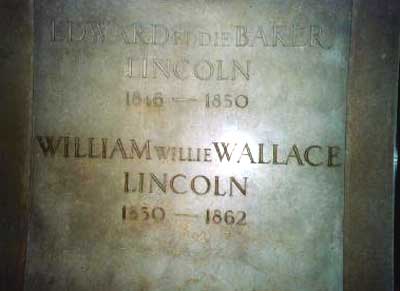 EDWARD EDDIE BAKER
LINCOLN
1846 — 1850
WILLIAM WILLIE WALLACE
LINCOLN
1850 — 1862